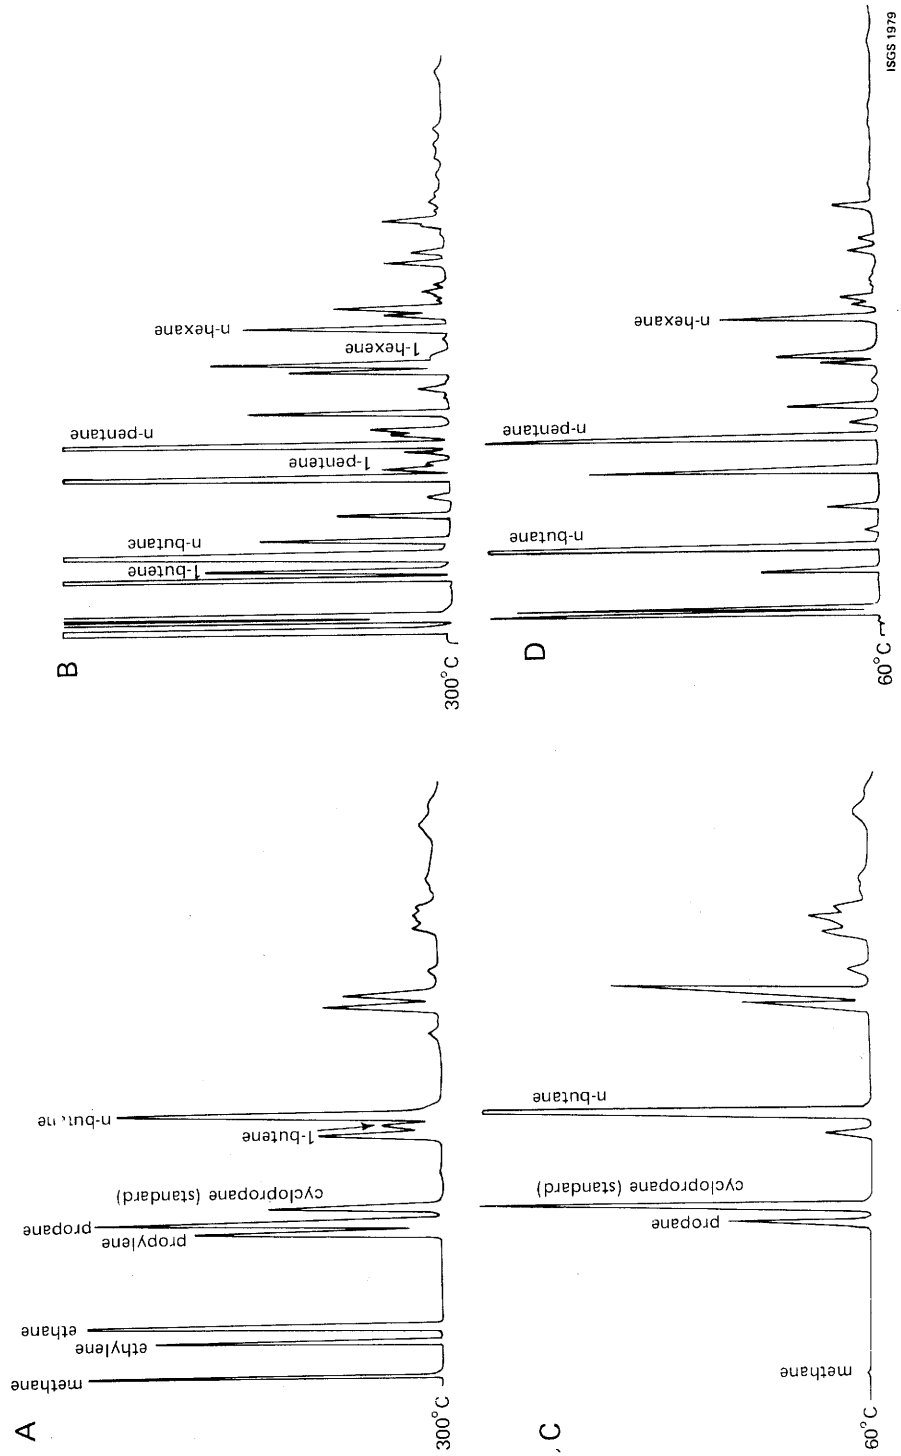 A
methane
ethylene
ethane
propylene
propane
cyclopropane (standard)
1-butene
300°C
B
1-butene
n-butane
1-pentene
n-pentane
1-hexene
n-hexane
300°C
C
methane
propane
cyclopropane (standard)
n-butane
60°C
D
n-butane
n-pentane
n-hexane
60°C
ISGS 1979